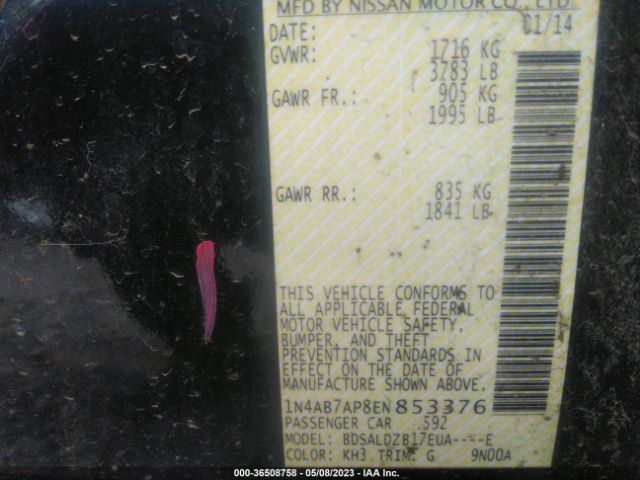 MFD BY NISSAN MOTOR CO., LTD.
DATE: 01/14
GVWR: 1716 KG
3783 LB
GAWR FR.: 905 KG
1995 LB
GAWR RR.: 835 KG
1841 LB
THIS VEHICLE CONFORMS TO
ALL APPLICABLE FEDERAL
MOTOR VEHICLE SAFETY,
BUMPER, AND THEFT
PREVENTION STANDARDS IN
EFFECT ON THE DATE OF
MANUFACTURE SHOWN ABOVE.
1N4AB7AP8EN853376
PASSENGER CAR 592
MODEL: BDSALDZB17EUA----E
COLOR: KH3 TRIM: G 9N00A
000-36508758 - 05/08/2023 - IAA Inc.